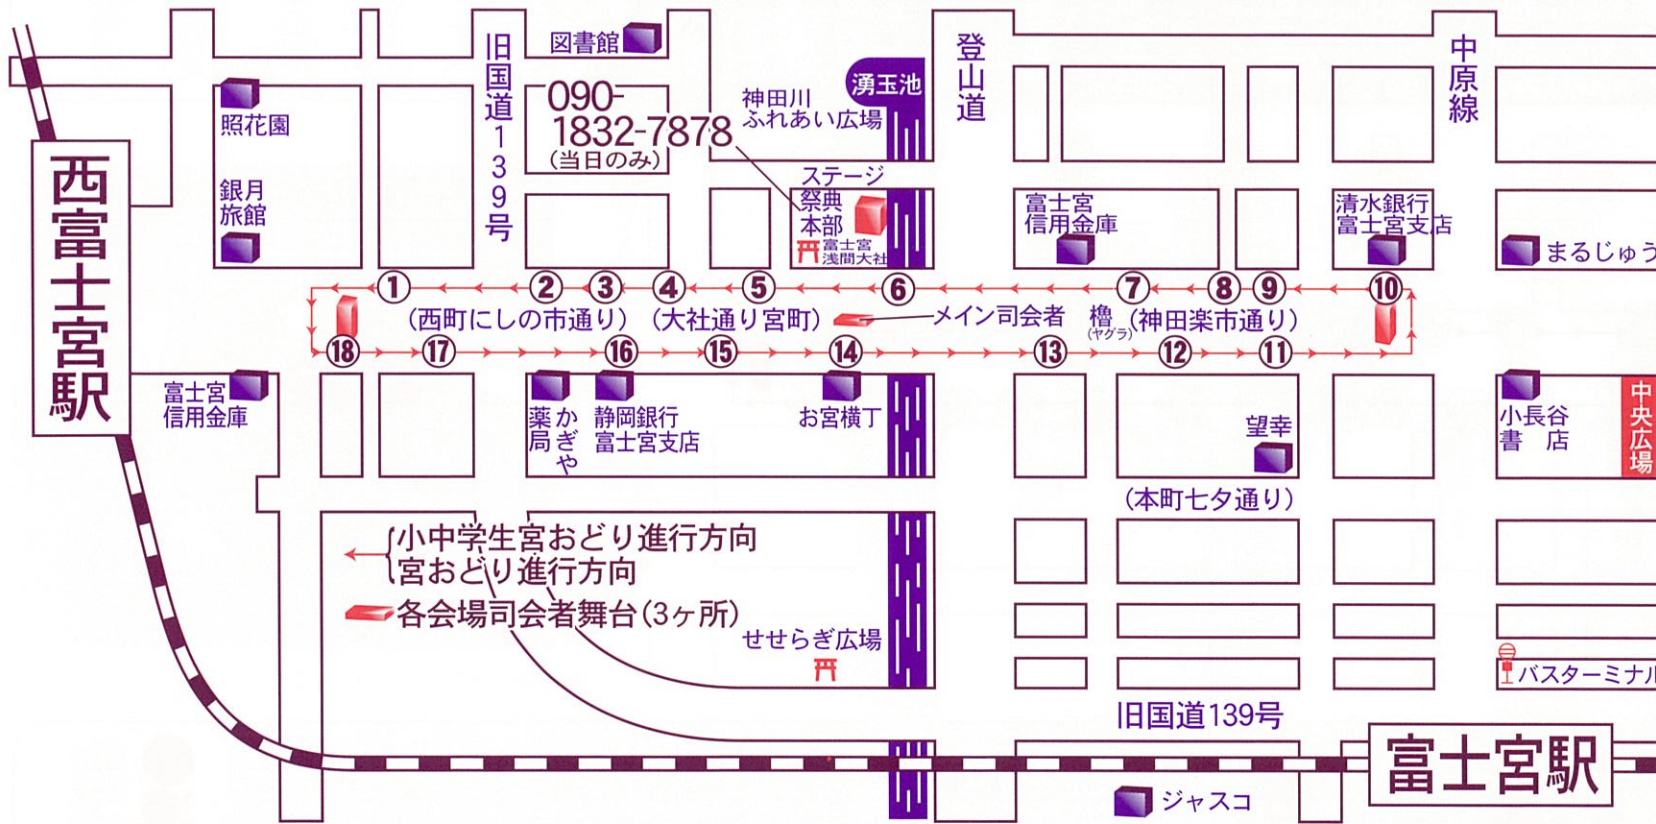 西富士宮駅
照花園
銀月
旅館
旧国道139号
図書館
090-
1832-7878
(当日のみ)
神田川
ふれあい広場
湧玉池
ステージ
祭典
本部
富士宮
浅間大社
登山道
富士宮
信用金庫
中原線
清水銀行
富士宮支店
まるじゅう
①
②
③
④
⑤
⑥
⑦
⑧
⑨
⑩
(西町にしの市通り)
(大社通り宮町)
メイン司会者
櫓
(ヤグラ)
(神田楽市通り)
⑱
⑰
⑯
⑮
⑭
⑬
⑫
⑪
富士宮
信用金庫
かぎや
薬局
静岡銀行
富士宮支店
お宮横丁
望幸
小長谷
書店
中央広場
(本町七夕通り)
小中学生宮おどり進行方向
宮おどり進行方向
各会場司会者舞台(3ヶ所)
せせらぎ広場
バスターミナル
旧国道139号
富士宮駅
ジャスコ